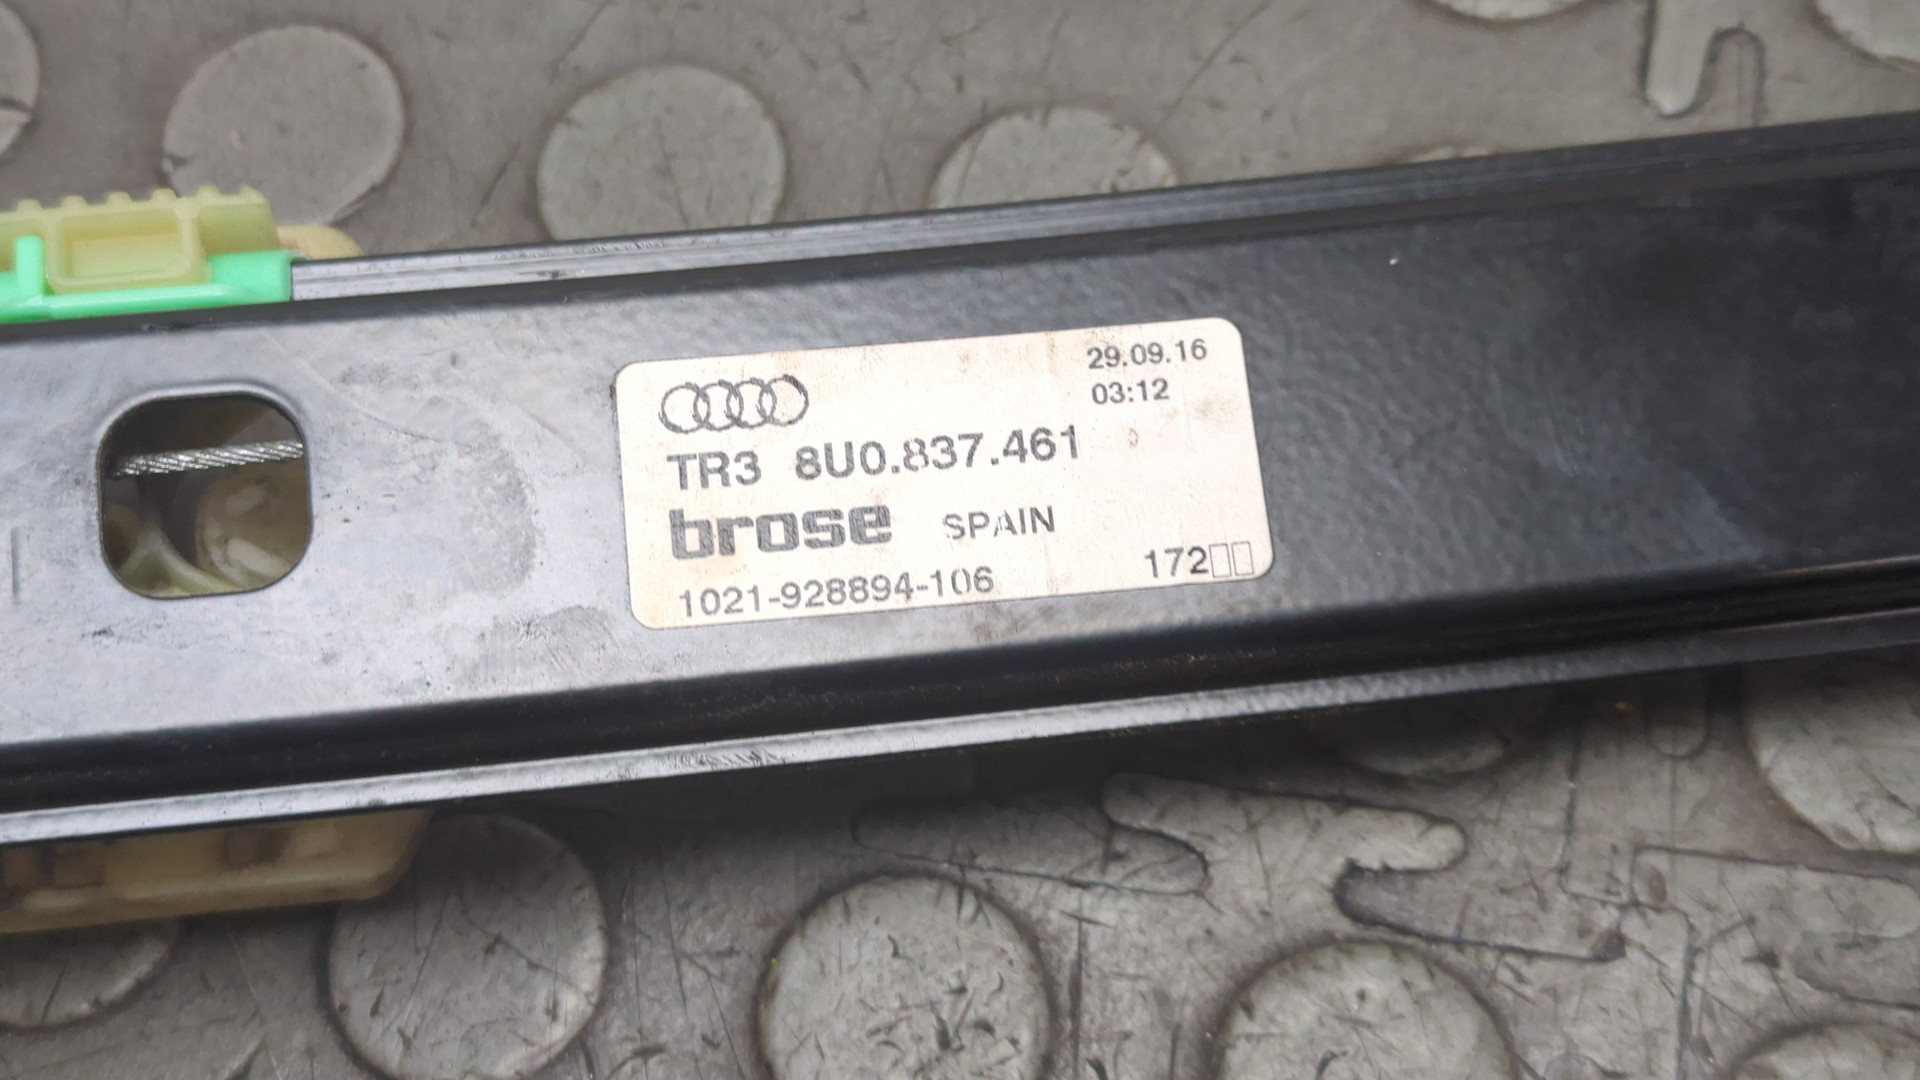 29.09.16
03:12
TR3 8U0.837.461
brose SPAIN
1021-928894-106 172□□